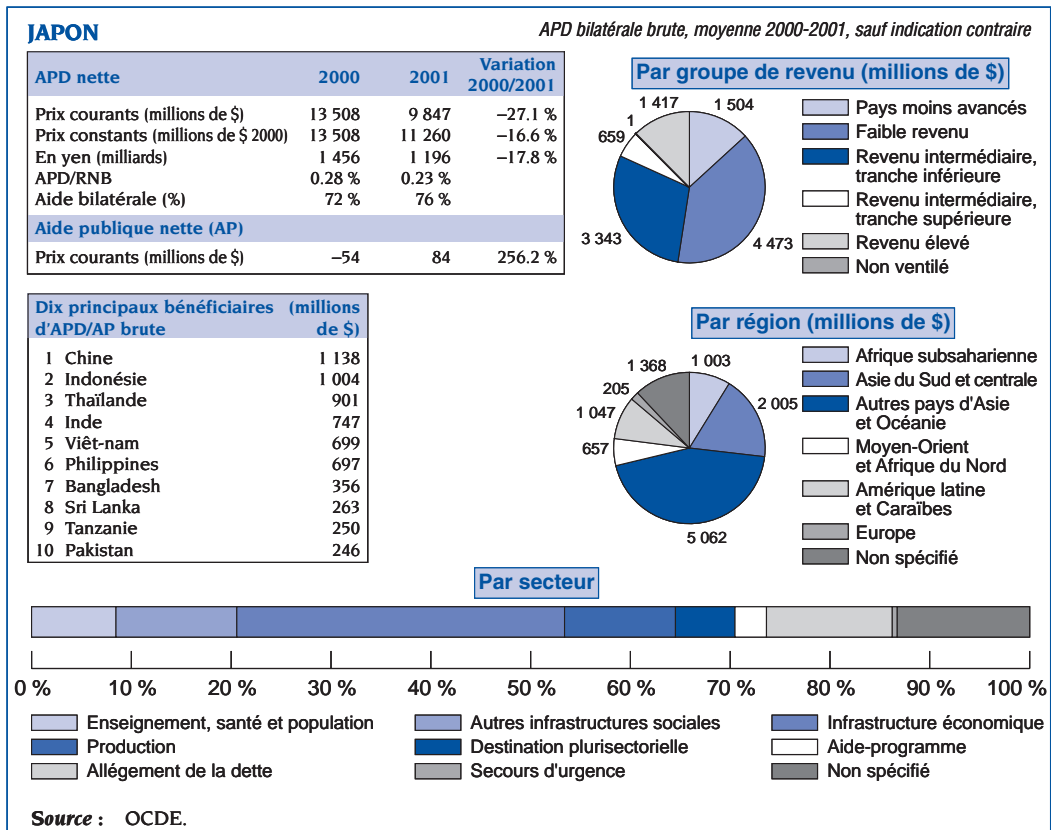 JAPON
APD bilatérale brute, moyenne 2000-2001, sauf indication contraire
APD nette 2000 2001 Variation 2000/2001
Prix courants (millions de $) 13 508 9 847 –27.1 %
Prix constants (millions de $ 2000) 13 508 11 260 –16.6 %
En yen (milliards) 1 456 1 196 –17.8 %
APD/RNB 0.28 % 0.23 %
Aide bilatérale (%) 72 % 76 %
Aide publique nette (AP)
Prix courants (millions de $) –54 84 256.2 %
Par groupe de revenu (millions de $)
1 417
1 504
1
659
3 343
4 473
Pays moins avancés
Faible revenu
Revenu intermédiaire,
tranche inférieure
Revenu intermédiaire,
tranche supérieure
Revenu élevé
Non ventilé
Dix principaux bénéficiaires (millions
d'APD/AP brute de $)
1 Chine 1 138
2 Indonésie 1 004
3 Thaïlande 901
4 Inde 747
5 Viêt-nam 699
6 Philippines 697
7 Bangladesh 356
8 Sri Lanka 263
9 Tanzanie 250
10 Pakistan 246
Par région (millions de $)
1 368
1 003
205
2 005
1 047
657
5 062
Afrique subsaharienne
Asie du Sud et centrale
Autres pays d'Asie
et Océanie
Moyen-Orient
et Afrique du Nord
Amérique latine
et Caraïbes
Europe
Non spécifié
Par secteur
0 % 10 % 20 % 30 % 40 % 50 % 60 % 70 % 80 % 90 % 100 %
Enseignement, santé et population Autres infrastructures sociales Infrastructure économique
Production Destination plurisectorielle Aide-programme
Allégement de la dette Secours d'urgence Non spécifié
Source : OCDE.